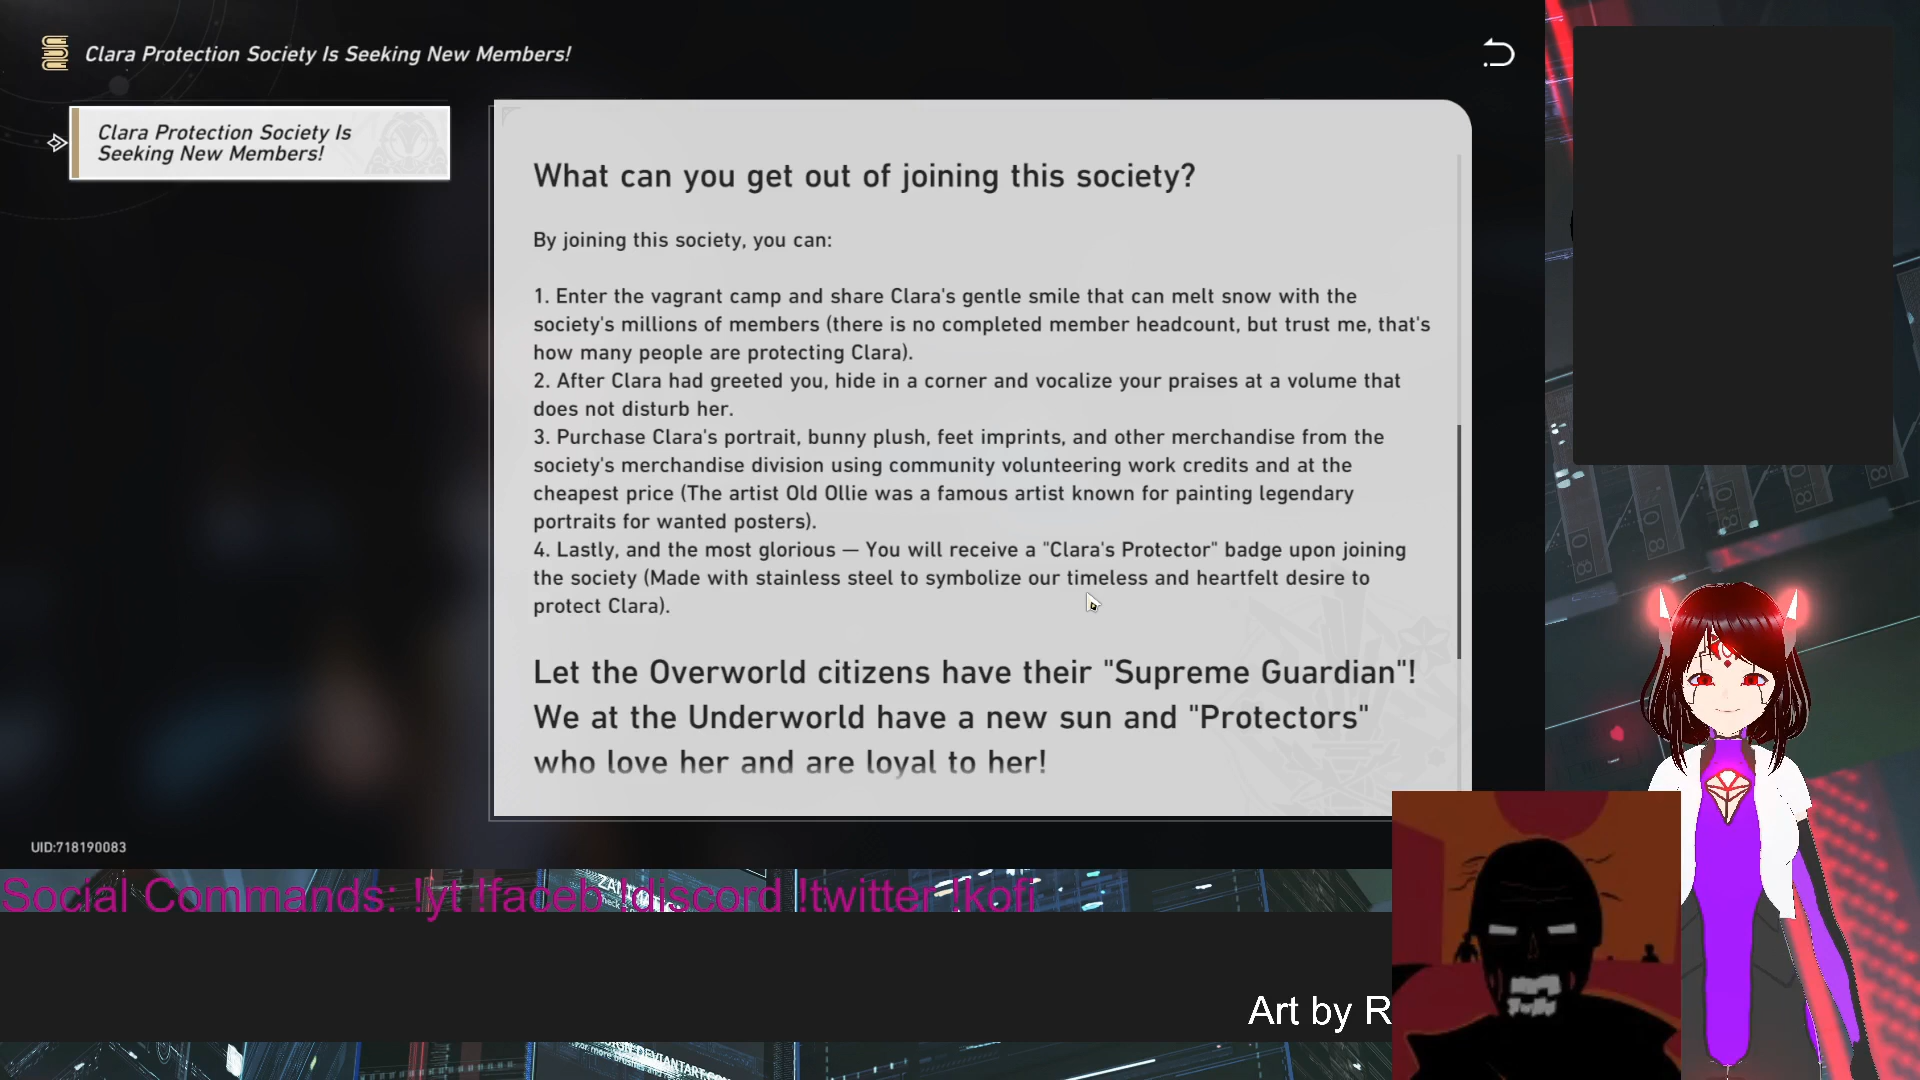 Clara Protection Society Is Seeking New Members!
Clara Protection Society Is
Seeking New Members!
What can you get out of joining this society?
By joining this society, you can:
1. Enter the vagrant camp and share Clara's gentle smile that can melt snow with the
society's millions of members (there is no completed member headcount, but trust me, that's
how many people are protecting Clara).
2. After Clara had greeted you, hide in a corner and vocalize your praises at a volume that
does not disturb her.
3. Purchase Clara's portrait, bunny plush, feet imprints, and other merchandise from the
society's merchandise division using community volunteering work credits and at the
cheapest price (The artist Old Ollie was a famous artist known for painting legendary
portraits for wanted posters).
4. Lastly, and the most glorious — You will receive a "Clara's Protector" badge upon joining
the society (Made with stainless steel to symbolize our timeless and heartfelt desire to
protect Clara).
Let the Overworld citizens have their "Supreme Guardian"!
We at the Underworld have a new sun and "Protectors"
who love her and are loyal to her!
UID:718190083
Social Commands: !yt !faceb !discord !twitter !kofi
Art by R